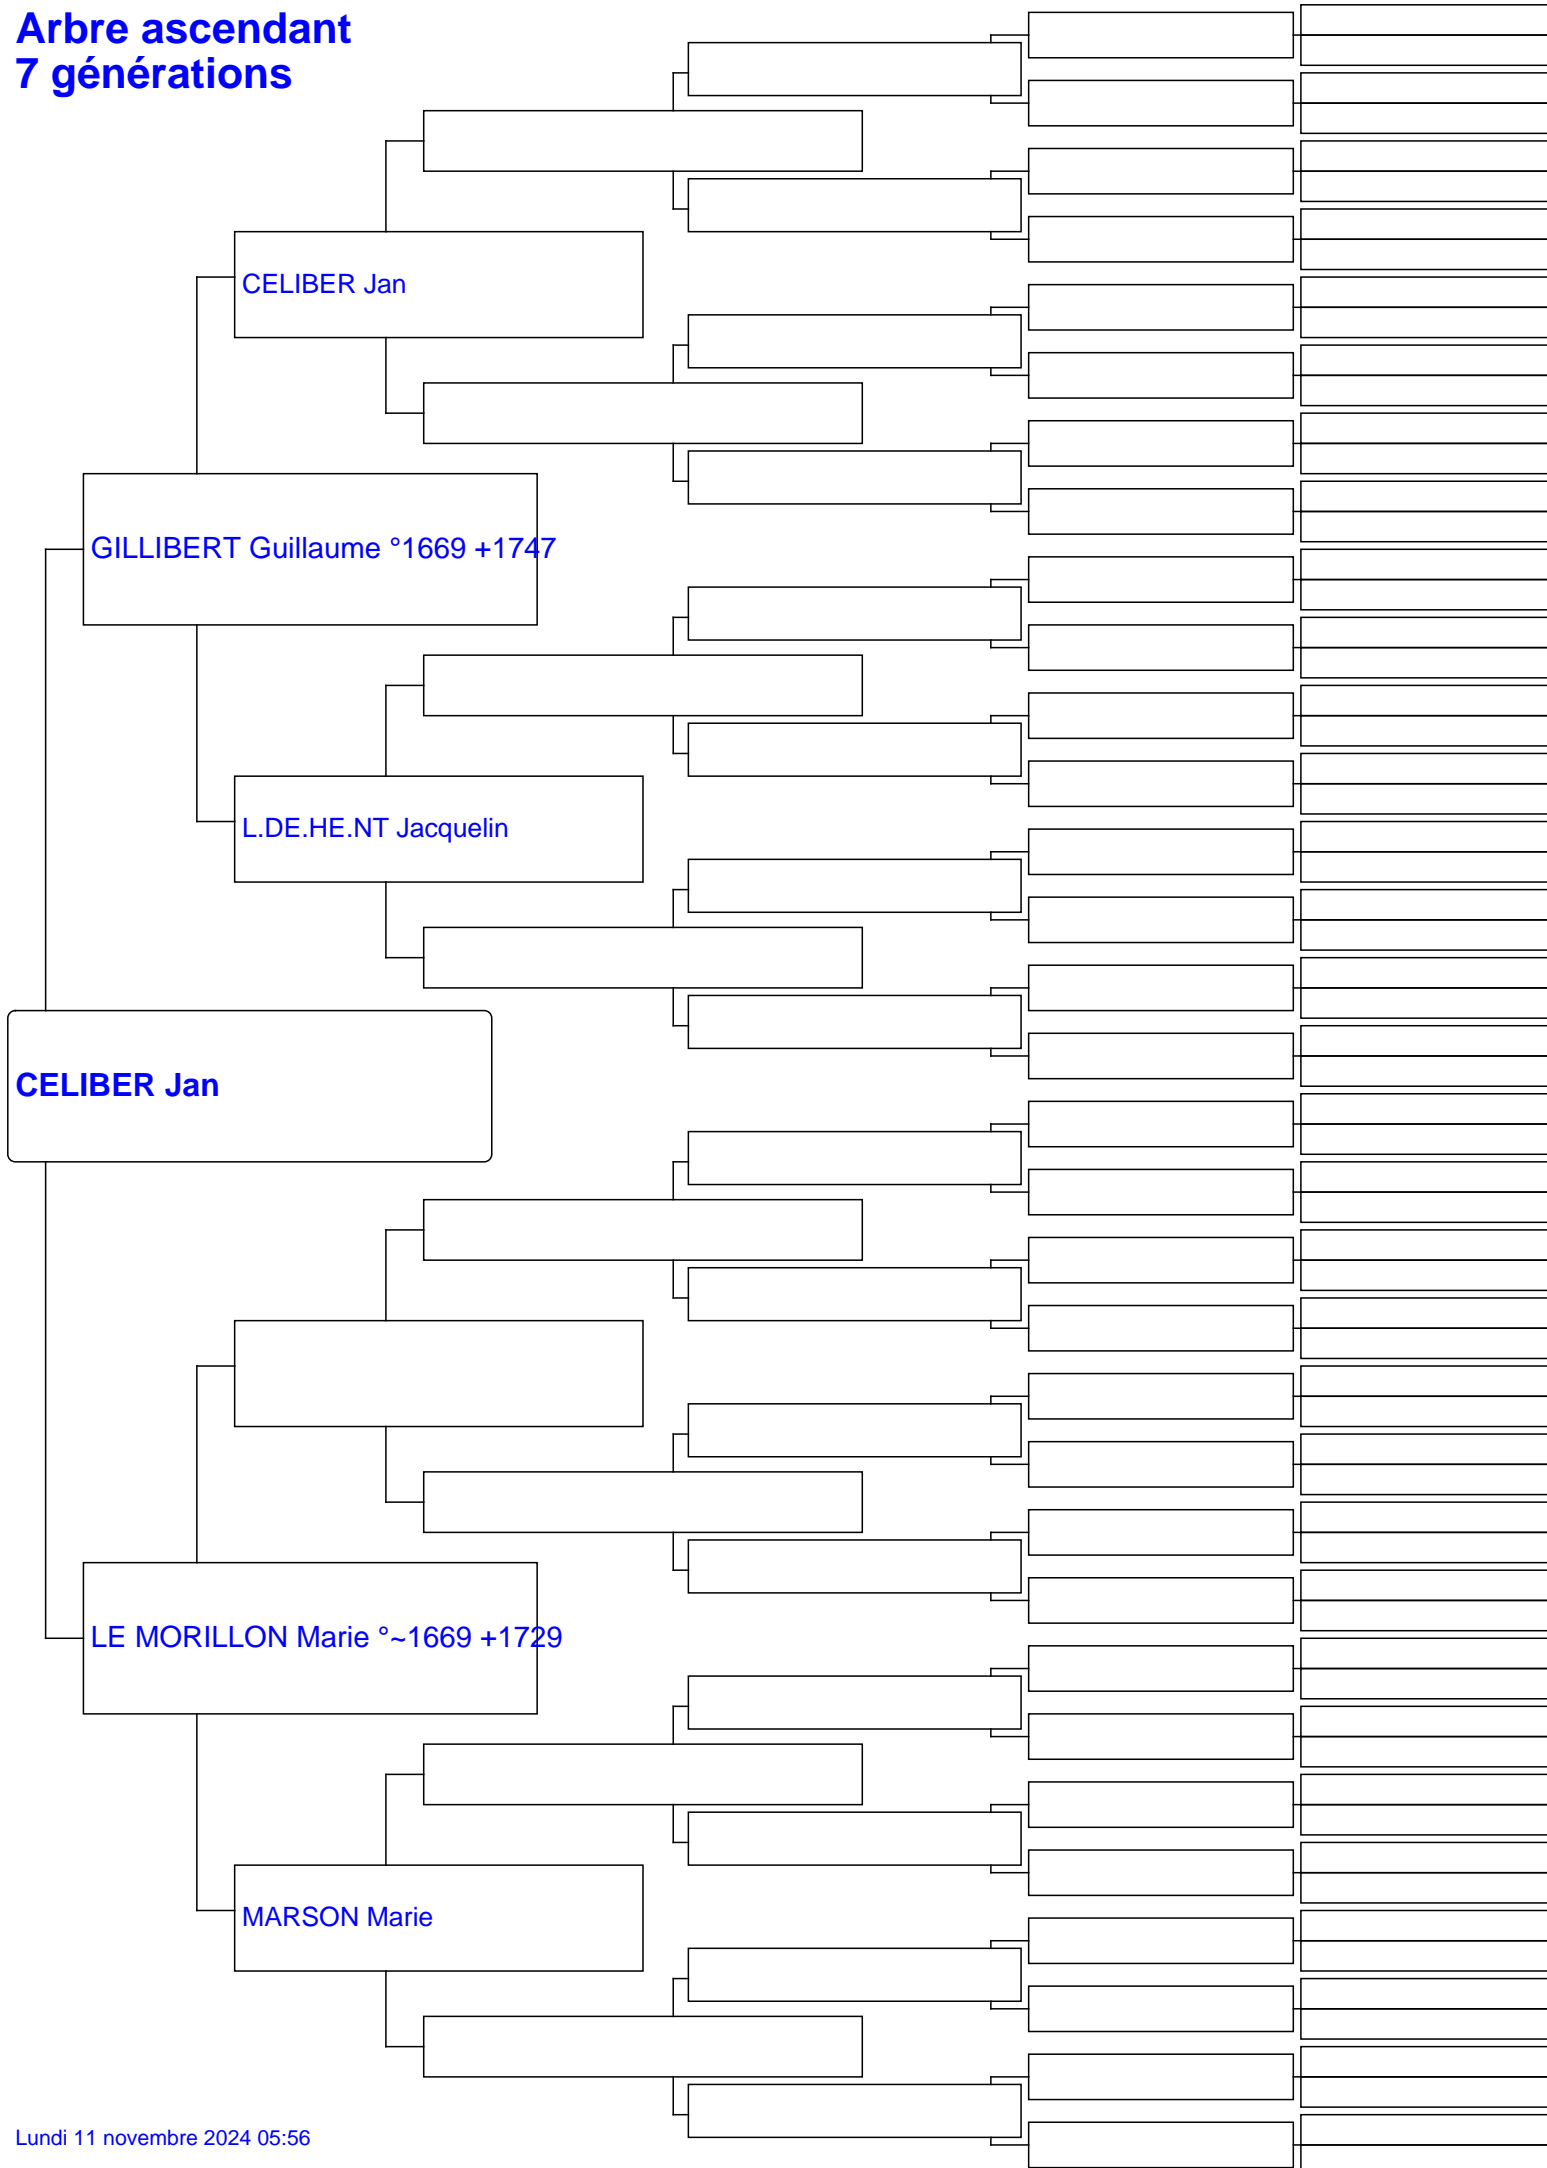 Arbre ascendant
7 générations
CELIBER Jan
GILLIBERT Guillaume °1669 +1747
L.DE.HE.NT Jacquelin
CELIBER Jan
LE MORILLON Marie °~1669 +1729
MARSON Marie
Lundi 11 novembre 2024 05:56